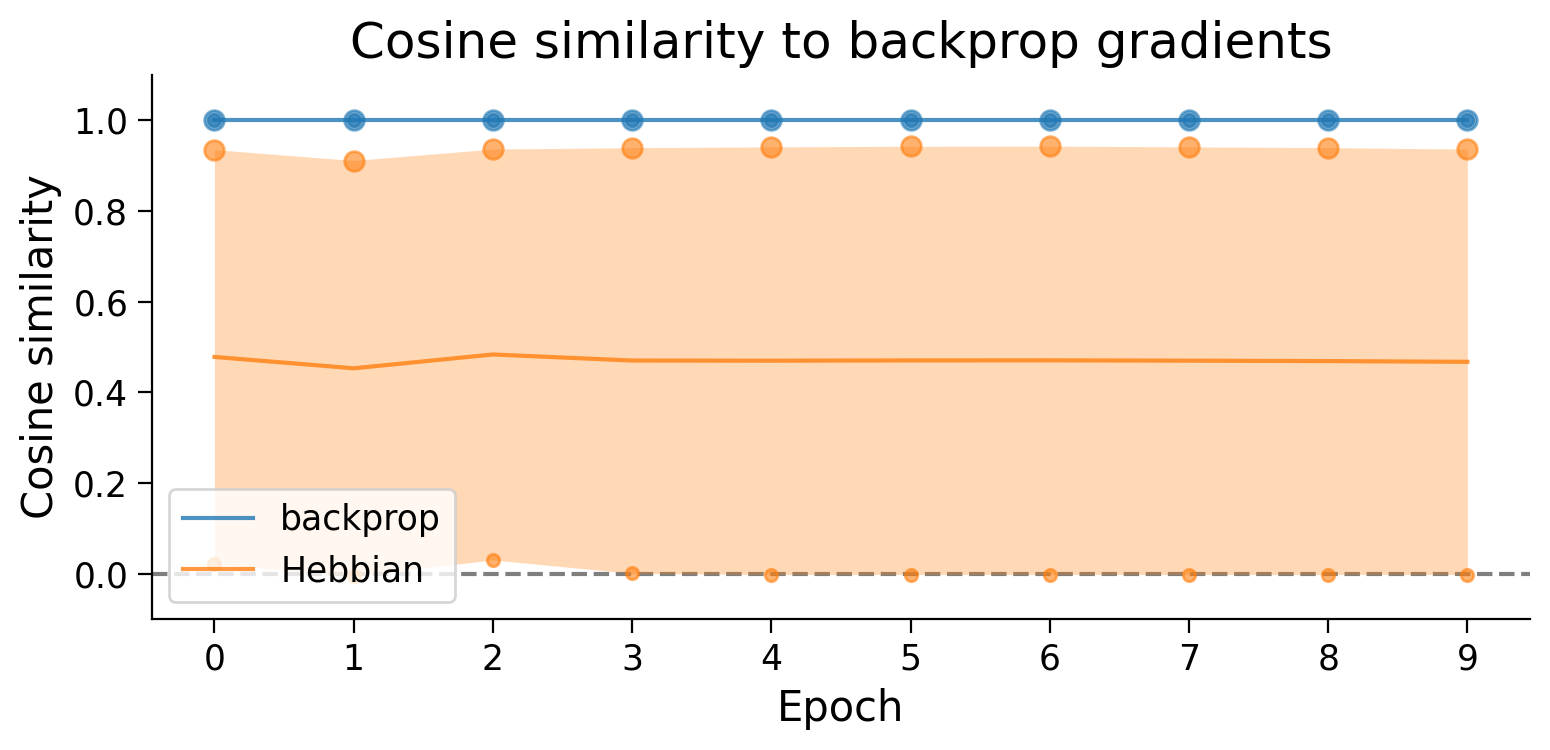 Cosine similarity to backprop gradients
Cosine similarity
1.0
0.8
0.6
0.4
0.2
0.0
backprop
Hebbian
0 1 2 3 4 5 6 7 8 9
Epoch